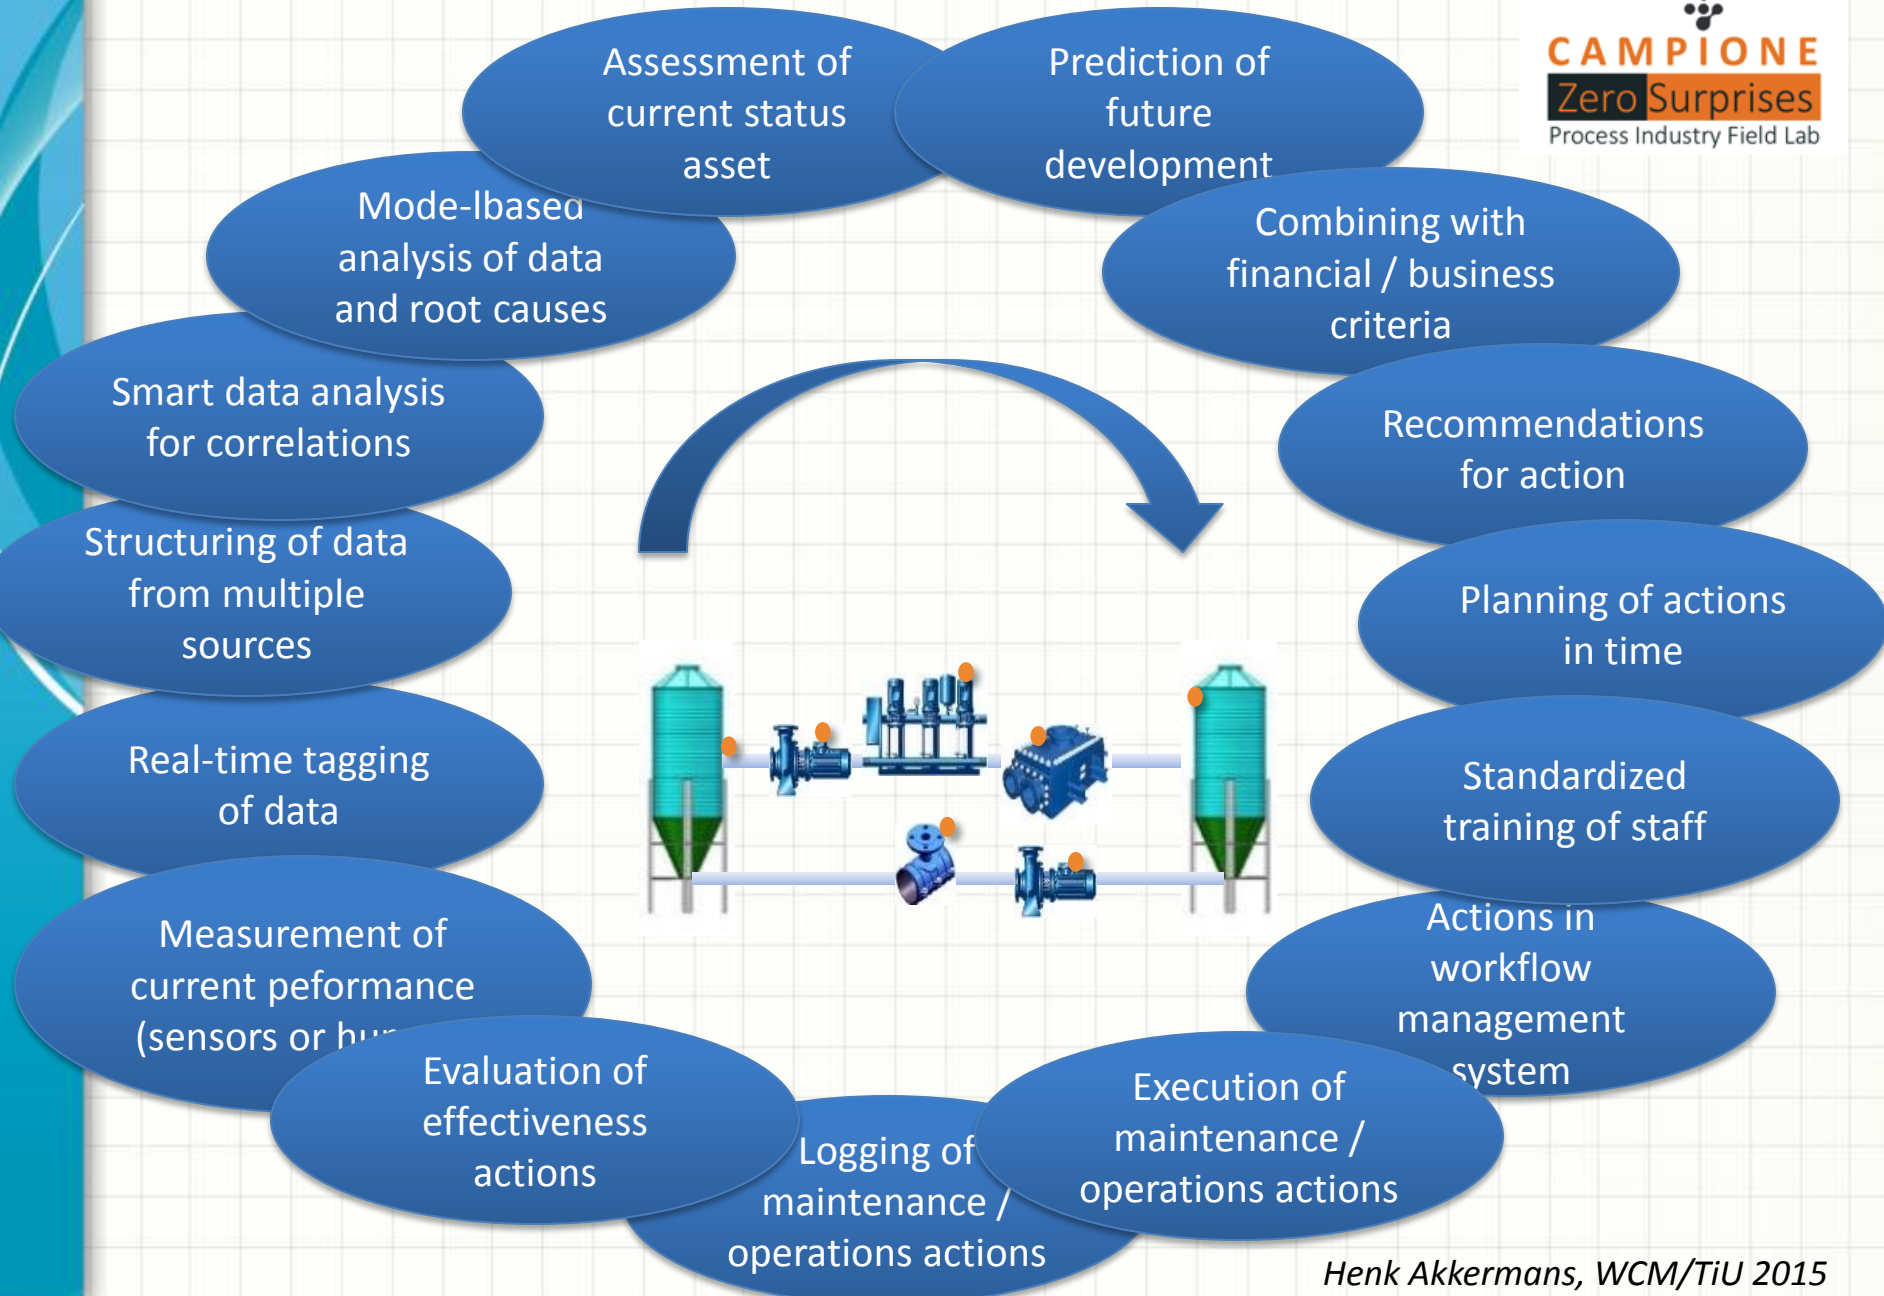 Assessment of
current status
asset
Prediction of
future
development
CAMPIONE
Zero Surprises
Process Industry Field Lab
Mode-lbased
analysis of data
and root causes
Combining with
financial / business
criteria
Smart data analysis
for correlations
Recommendations
for action
Structuring of data
from multiple
sources
Planning of actions
in time
Real-time tagging
of data
Standardized
training of staff
Measurement of
current peformance
(sensors or
Actions in
workflow
management
system
Evaluation of
effectiveness
actions
Execution of
maintenance /
operations actions
Logging of
maintenance /
operations actions
Henk Akkermans, WCM/TiU 2015